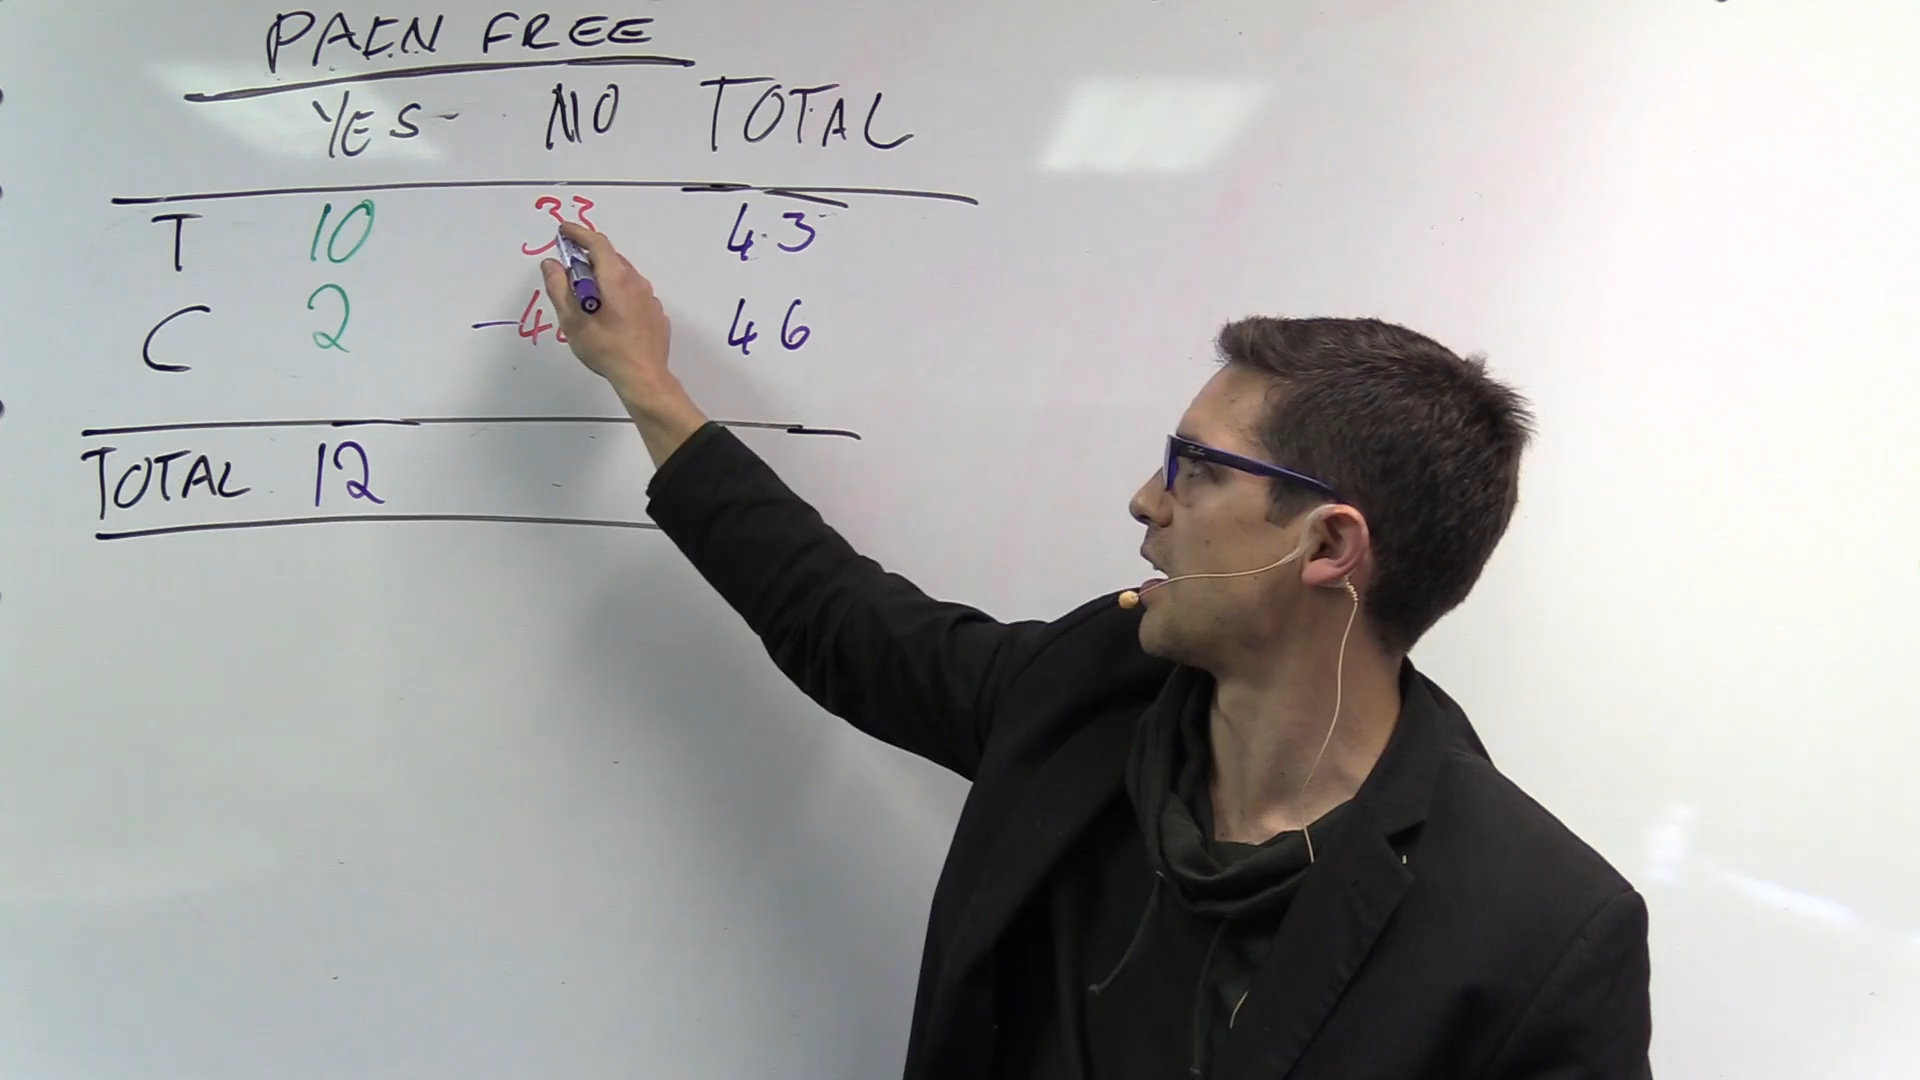 PAIN FREE
YES NO TOTAL
T 10 33 43
C 2 46
TOTAL 12